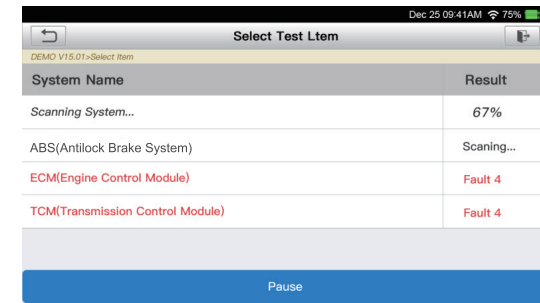 Dec 25 09:41AM 75%
Select Test Ltem
DEMO V15.01>Select Item
System Name Result
Scanning System... 67%
ABS(Antilock Brake System) Scaning...
ECM(Engine Control Module) Fault 4
TCM(Transmission Control Module) Fault 4
Pause